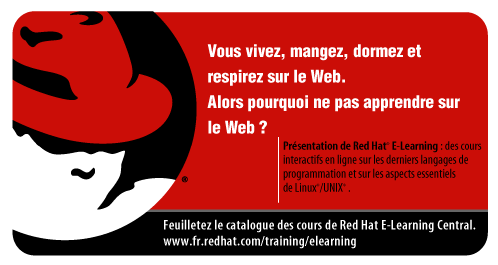 Vous vivez, mangez, dormez et
respirez sur le Web.
Alors pourquoi ne pas apprendre sur
le Web ?
Présentation de Red Hat® E-Learning : des cours
interactifs en ligne sur les derniers langages de
programmation et sur les aspects essentiels
de Linux®/UNIX® .
®
Feuilletez le catalogue des cours de Red Hat E-Learning Central.
www.fr.redhat.com/training/elearning